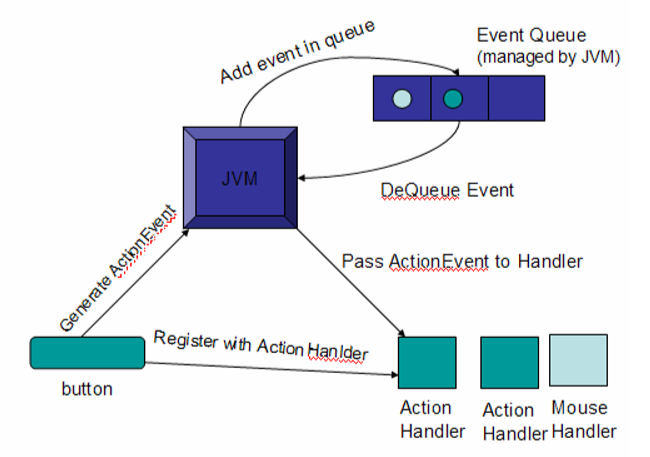 Add event in queue
Event Queue
(managed by JVM)
JVM
DeQueue Event
Generate ActionEvent
Pass ActionEvent to Handler
Register with Action Hanlder
button
Action
Handler
Action
Handler
Mouse
Handler